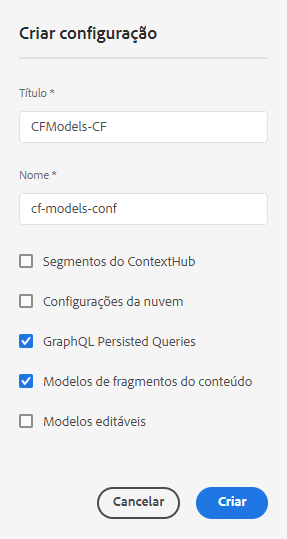 Criar configuração
Título *
CFModels-CF
Nome *
cf-models-conf
Segmentos do ContextHub
Configurações da nuvem
GraphQL Persisted Queries
Modelos de fragmentos do conteúdo
Modelos editáveis
Cancelar
Criar